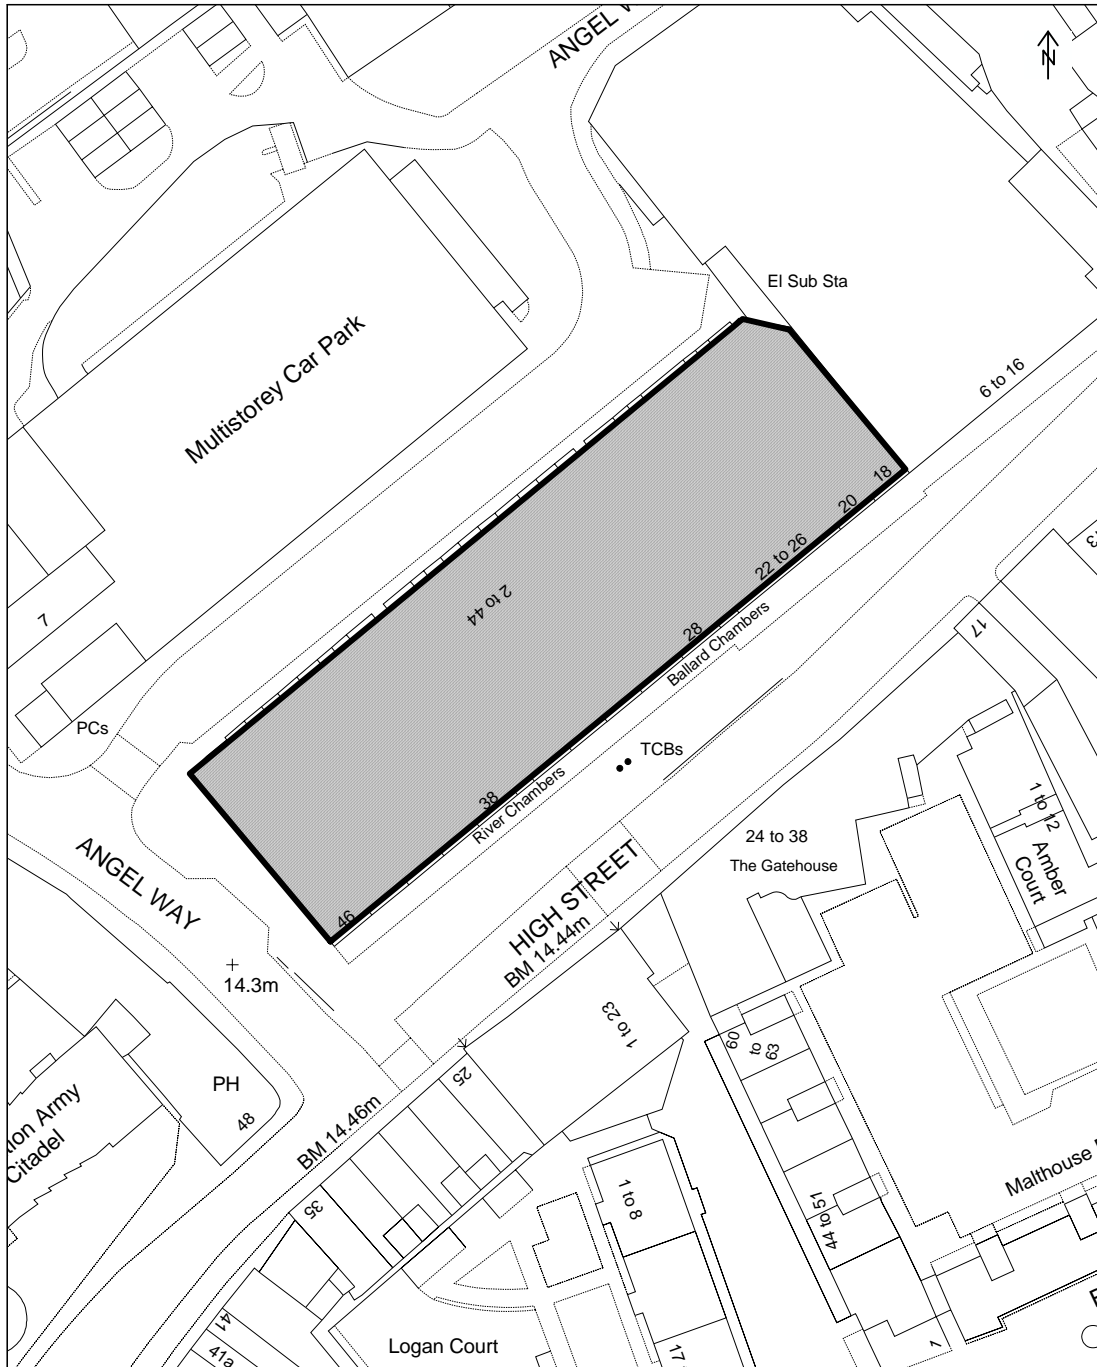 ANGEL W
N
El Sub Sta
Multistorey Car Park
6 to 16
18
20
22 to 26
2 to 44
28
Ballard Chambers
7
17
PCs
TCBs
38
River Chambers
1 to 12
Amber
Court
24 to 38
The Gatehouse
ANGEL WAY
46
HIGH STREET
BM 14.44m
14.3m
1 to 23
60
to
63
PH
48
25
BM 14.46m
tion Army
Citadel
35
1 to 8
44 to 51
Malthouse
41
41a
Logan Court
17
7